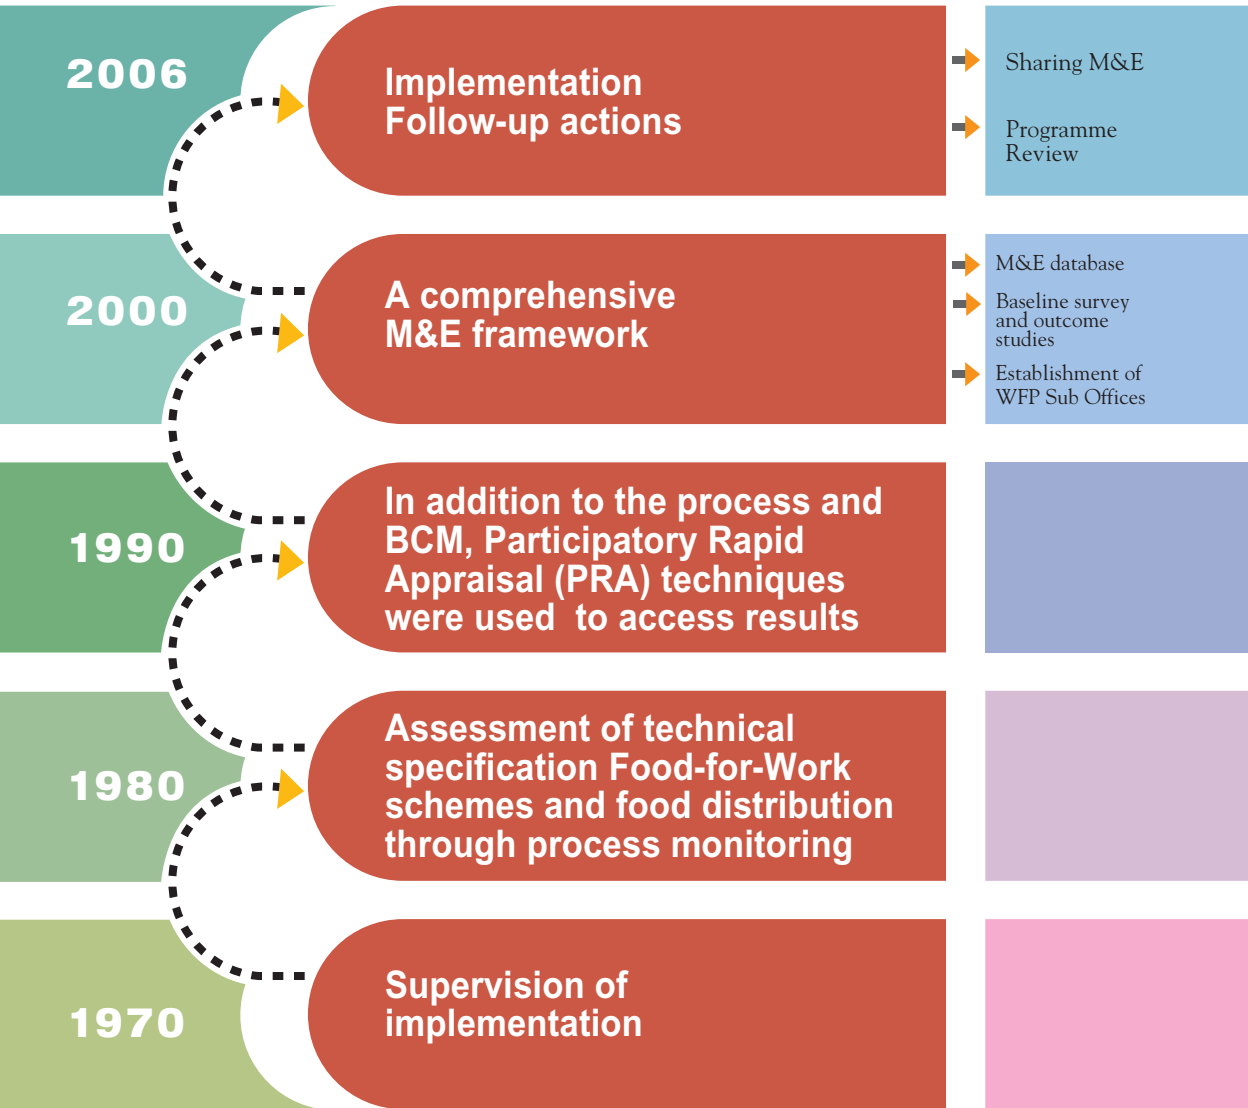 2006
Implementation
Follow-up actions
Sharing M&E
Programme
Review
2000
A comprehensive
M&E framework
M&E database
Baseline survey
and outcome
studies
Establishment of
WFP Sub Offices
1990
In addition to the process and
BCM, Participatory Rapid
Appraisal (PRA) techniques
were used  to access results
1980
Assessment of technical
specification Food-for-Work
schemes and food distribution
through process monitoring
1970
Supervision of
implementation